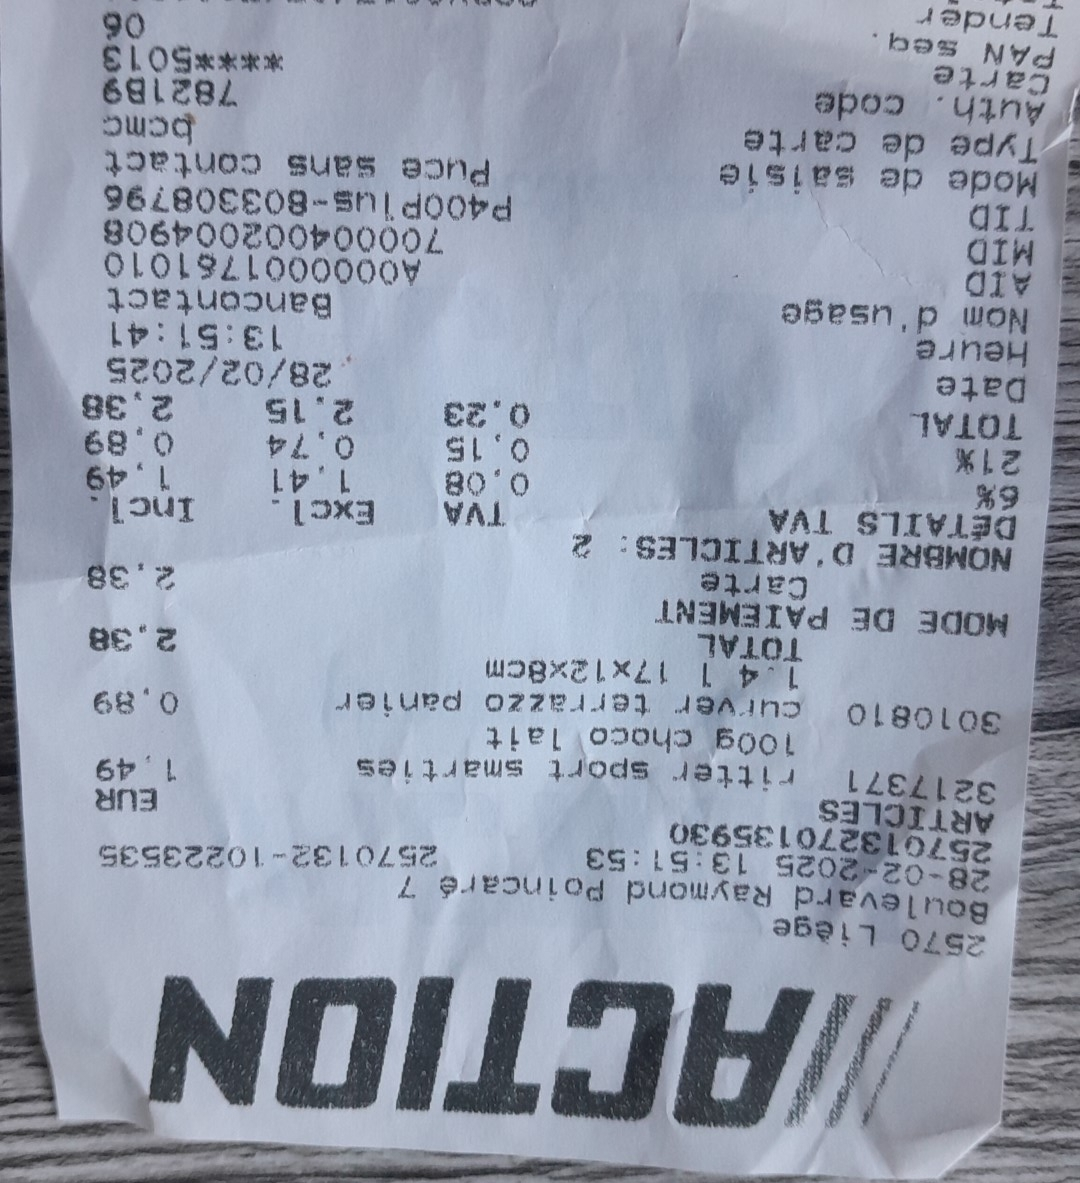 ACTION
2570 Liège
Boulevard Raymond Poincaré 7
28-02-2025 13:51:53 2570132-10223535
257013270135930
ARTICLES EUR
3217371 ritter sport smarties 1.49
100g choco lait
3010810 curver terrazzo panier 0,89
1.4 l 17x12x8cm
TOTAL 2,38
MODE DE PAIEMENT
Carte 2,38
NOMBRE D'ARTICLES: 2
DÉTAILS TVA TVA Excl. Incl.
6% 0,08 1,41 1,49
21% 0,15 0,74 0,89
TOTAL 0,23 2,15 2,38
Date 28/02/2025
Heure 13:51:41
Nom d'usage Bancontact
AID A0000001761010
MID 700004002004908
TID P400Plus-803308796
Mode de saisie Puce sans contact
Type de carte bcmc
Auth. code 782189
Carte ****5013
PAN seq. 06
Tender